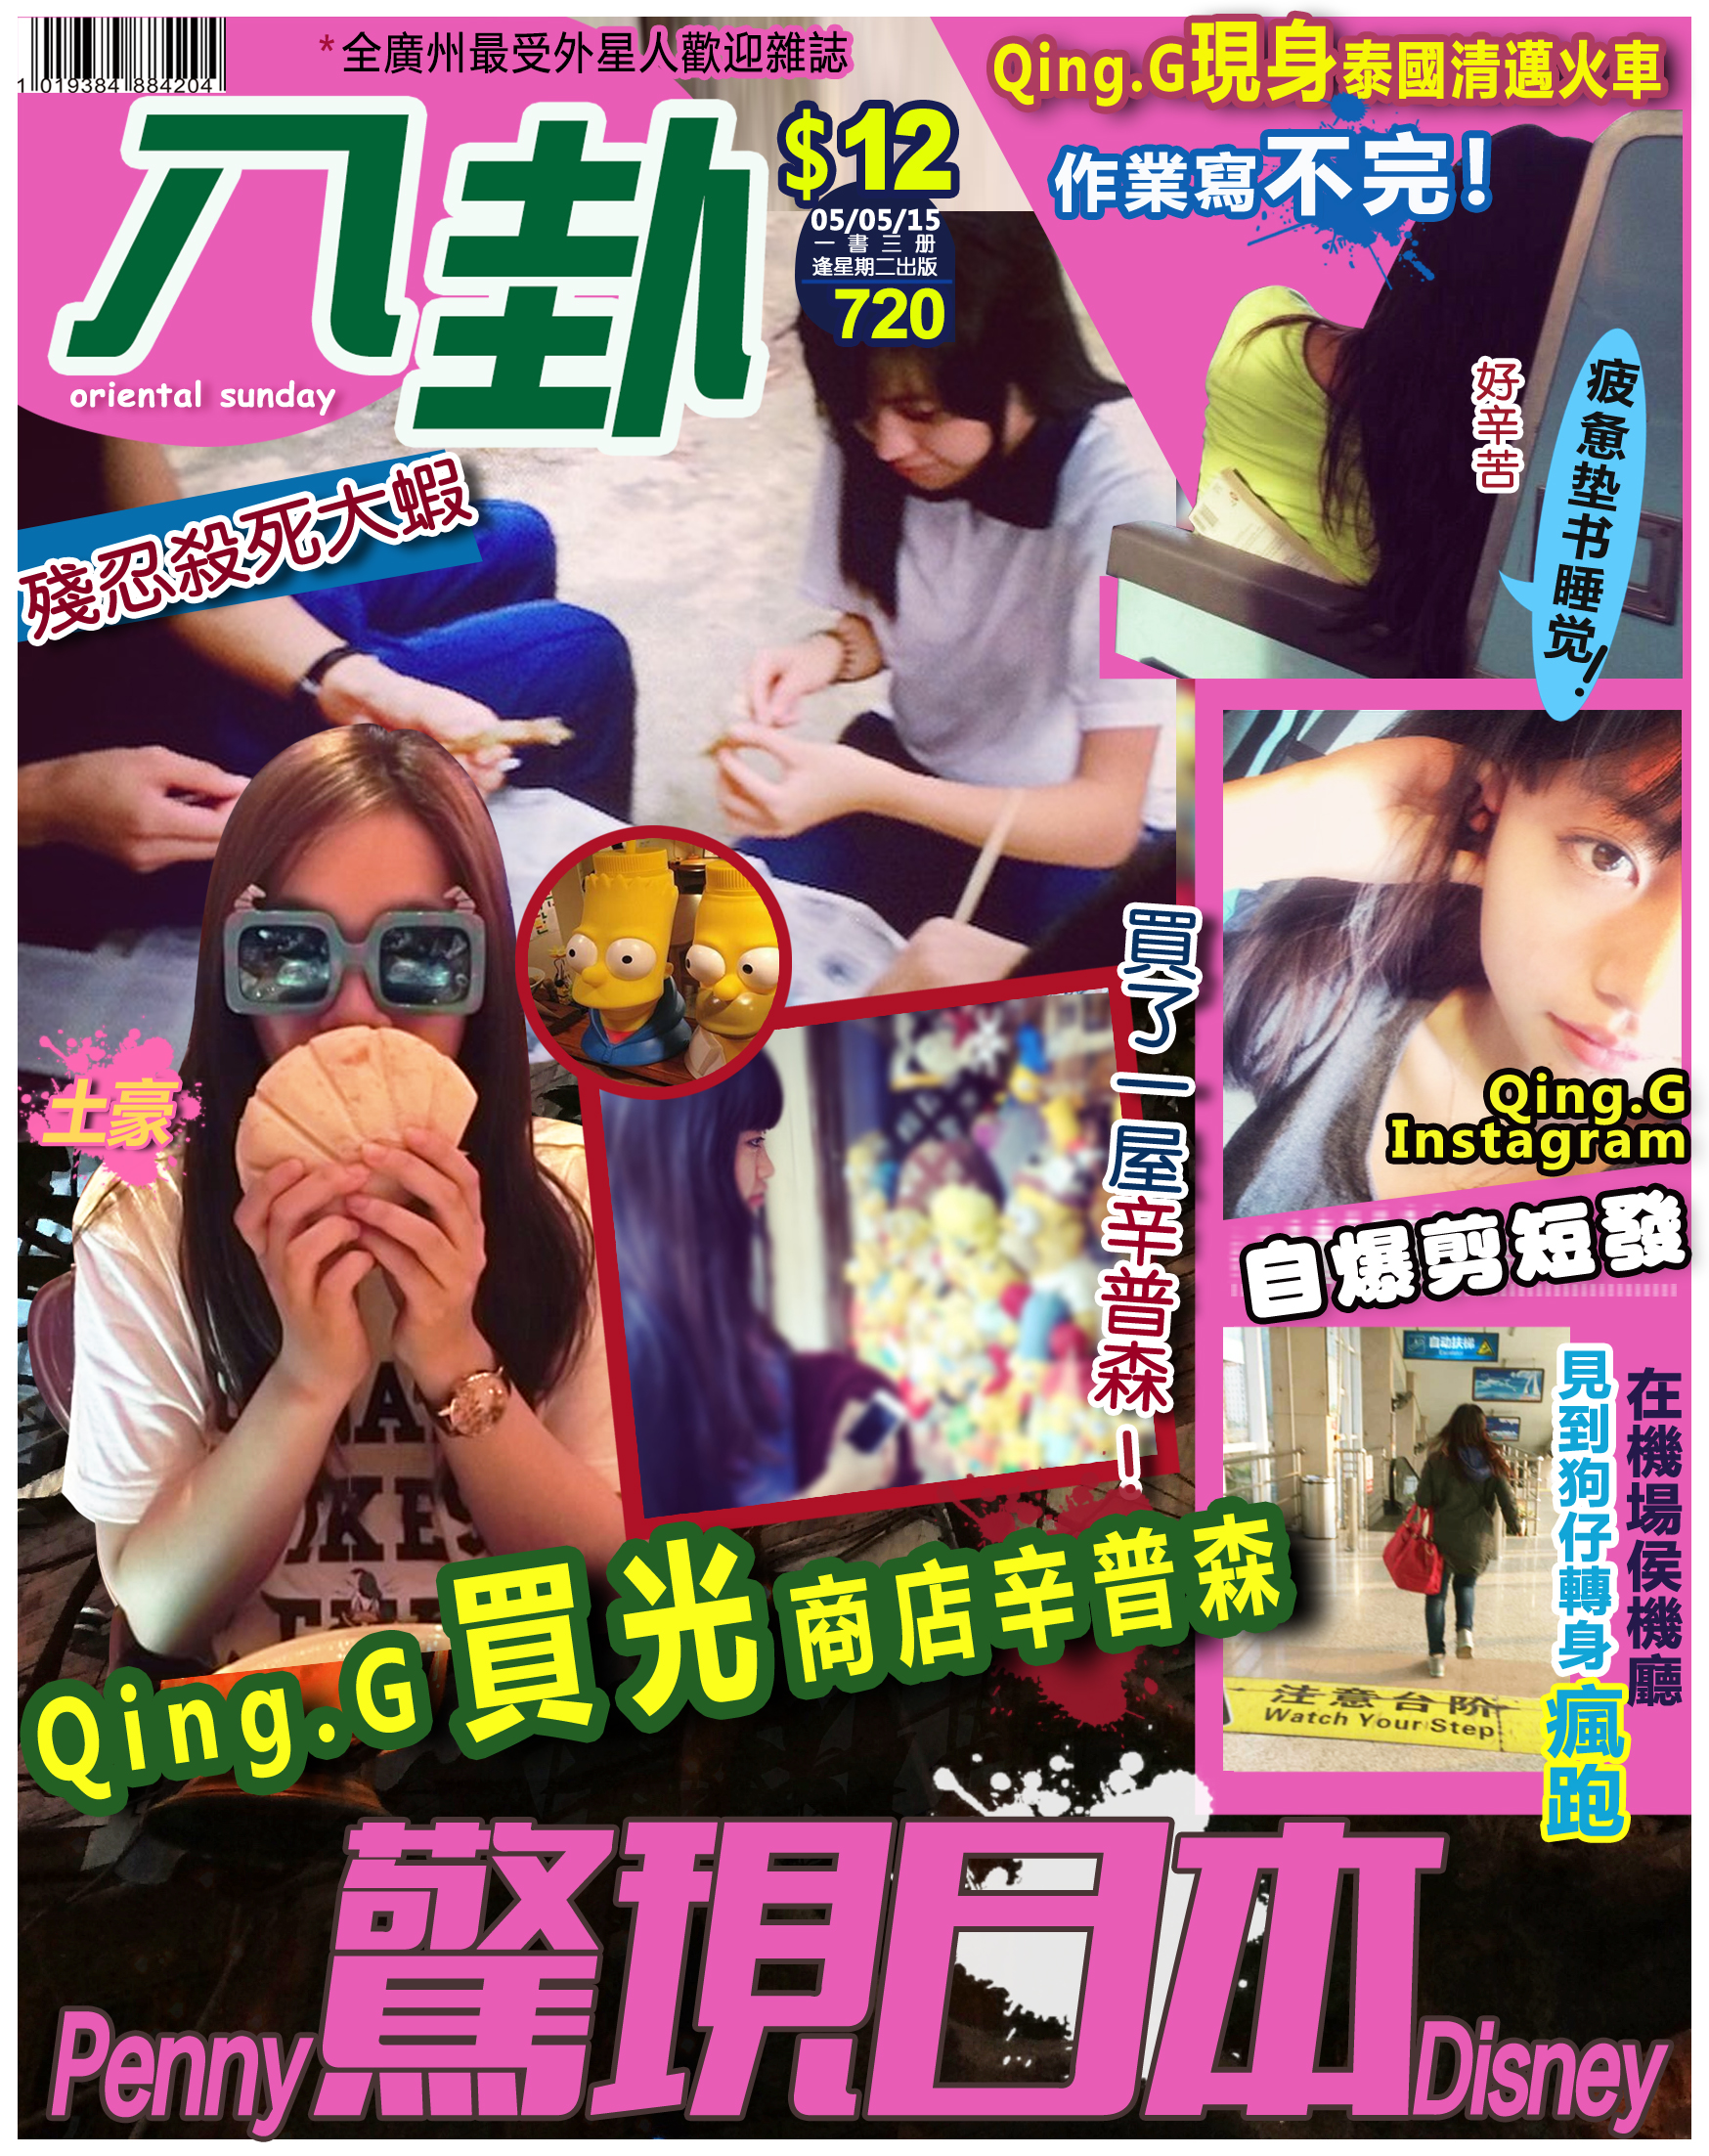 1 019384 884204
*全廣州最受外星人歡迎雜誌
八卦
oriental sunday
$12
05/05/15
一書三册
逢星期二出版
720
Qing.G現身泰國清邁火車
作業寫不完！
好辛苦
疲惫垫书睡觉！
殘忍殺死大蝦
土豪
買了一屋辛普森！
Qing.G
Instagram
自爆剪短發
自动扶梯
在機場侯機廳
見到狗仔轉身瘋跑
注意台阶
Watch Your Step
Qing.G買光商店辛普森
Penny驚現日本Disney